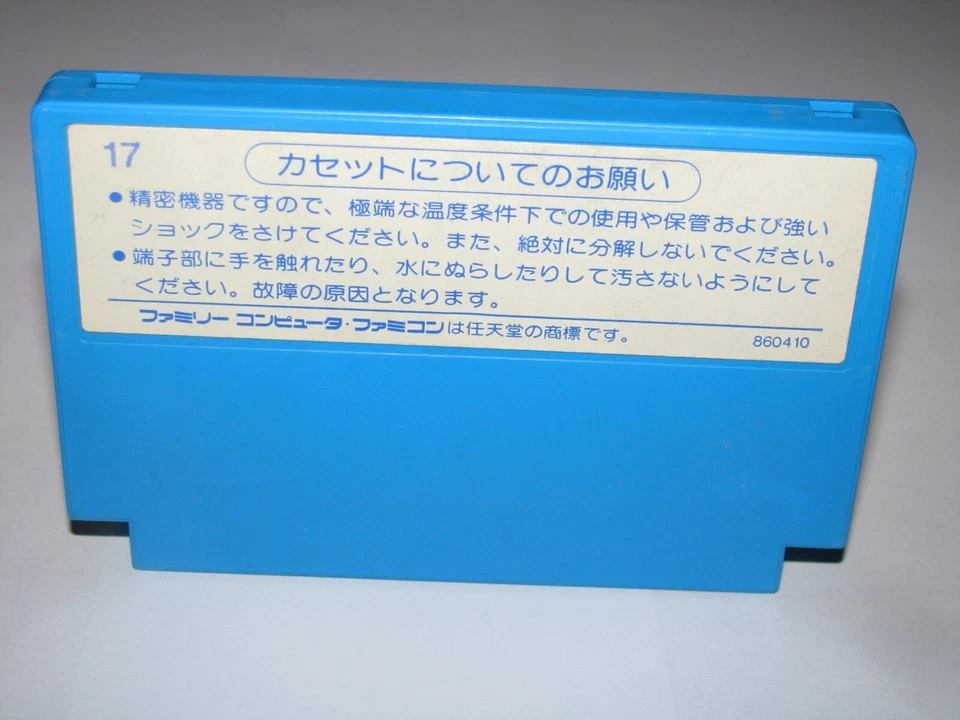 17
カセットについてのお願い
●精密機器ですので、極端な温度条件下での使用や保管および強い
ショックをさけてください。また、絶対に分解しないでください。
●端子部に手を触れたり、水にぬらしたりして汚さないようにして
ください。故障の原因となります。
ファミリー コンピュータ・ファミコンは任天堂の商標です。
860410